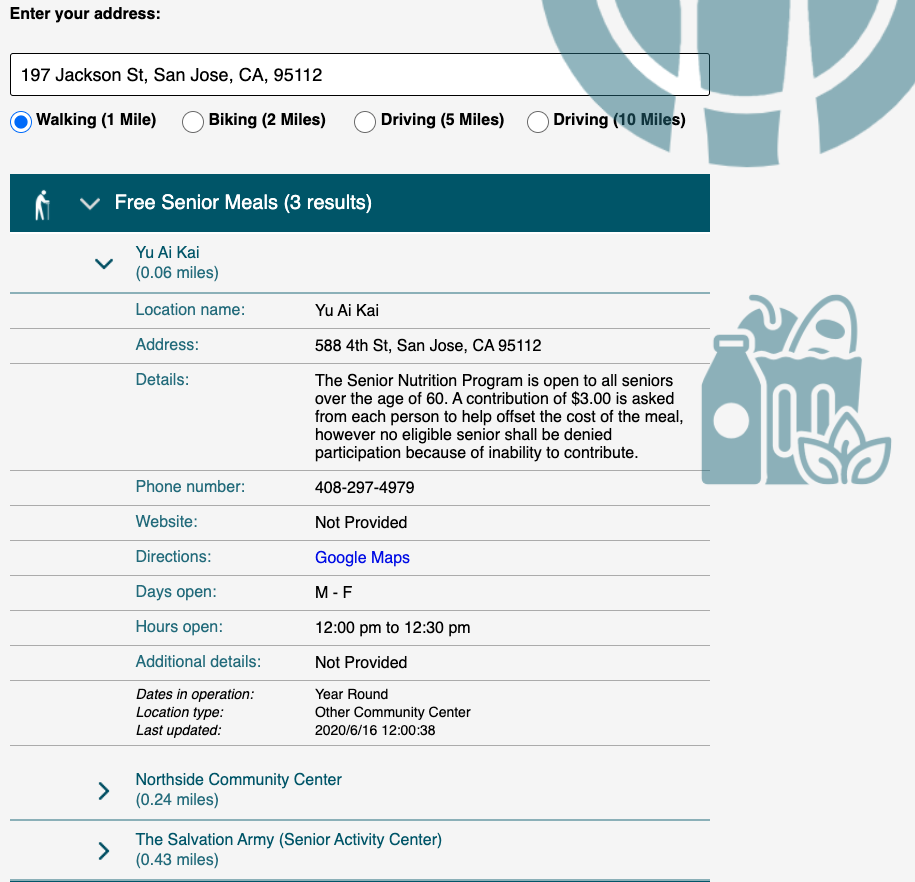 Enter your address:
197 Jackson St, San Jose, CA, 95112
Walking (1 Mile) Biking (2 Miles) Driving (5 Miles) Driving (10 Miles)
Free Senior Meals (3 results)
Yu Ai Kai
(0.06 miles)
Location name: Yu Ai Kai
Address: 588 4th St, San Jose, CA 95112
Details: The Senior Nutrition Program is open to all seniors
over the age of 60. A contribution of $3.00 is asked
from each person to help offset the cost of the meal,
however no eligible senior shall be denied
participation because of inability to contribute.
Phone number: 408-297-4979
Website: Not Provided
Directions: Google Maps
Days open: M - F
Hours open: 12:00 pm to 12:30 pm
Additional details: Not Provided
Dates in operation: Year Round
Location type: Other Community Center
Last updated: 2020/6/16 12:00:38
Northside Community Center
(0.24 miles)
The Salvation Army (Senior Activity Center)
(0.43 miles)